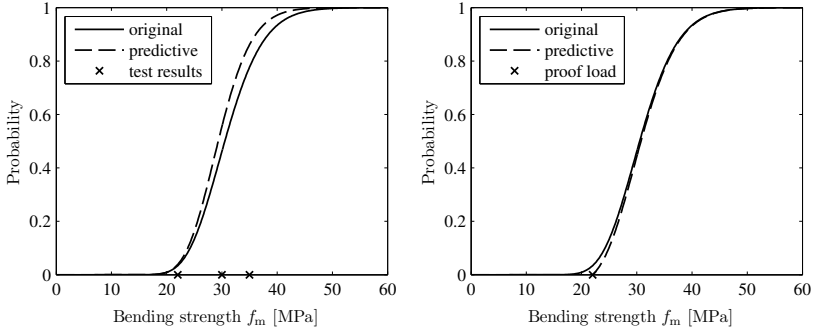 original
predictive
test results
Probability
1
0.8
0.6
0.4
0.2
0
0 10 20 30 40 50 60
Bending strength fm [MPa]
original
predictive
proof load
Probability
1
0.8
0.6
0.4
0.2
0
0 10 20 30 40 50 60
Bending strength fm [MPa]